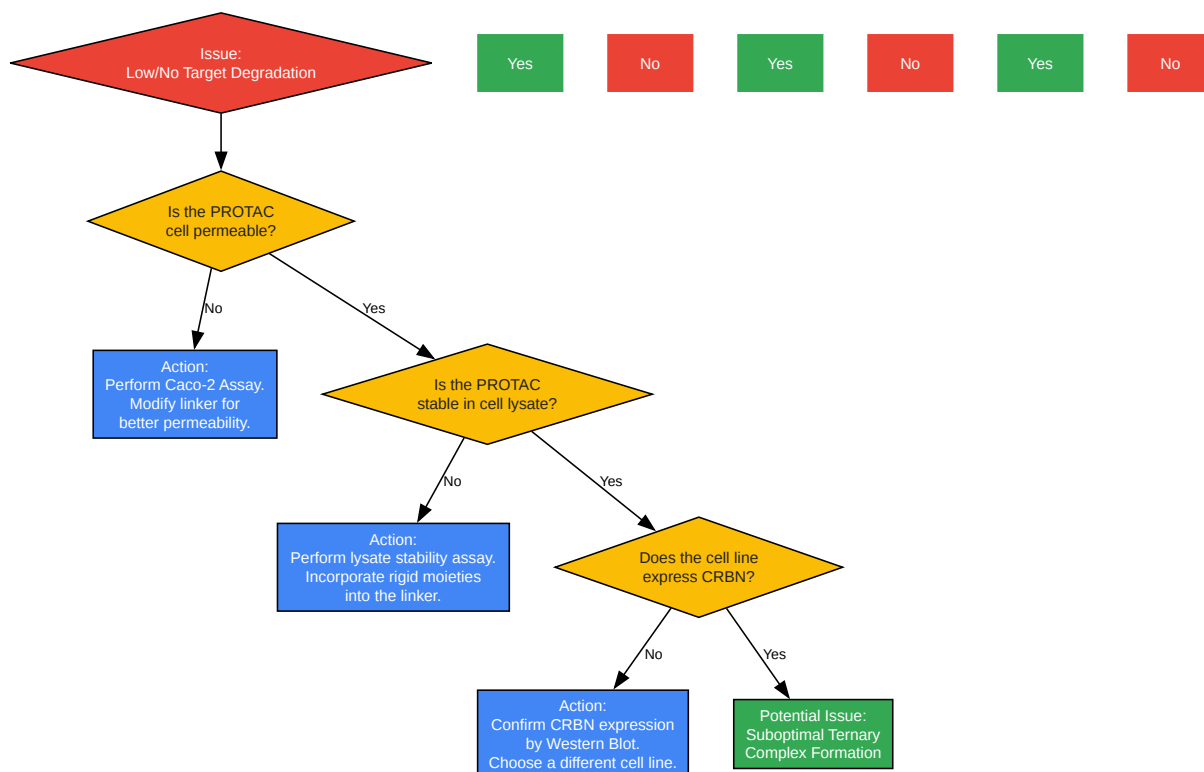 Issue:
Low/No Target Degradation
Yes
No
Yes
No
Yes
No
Is the PROTAC
cell permeable?
No
Yes
Action:
Perform Caco-2 Assay.
Modify linker for
better permeability.
Is the PROTAC
stable in cell lysate?
No
Yes
Action:
Perform lysate stability assay.
Incorporate rigid moieties
into the linker.
Does the cell line
express CRBN?
No
Yes
Action:
Confirm CRBN expression
by Western Blot.
Choose a different cell line.
Potential Issue:
Suboptimal Ternary
Complex Formation